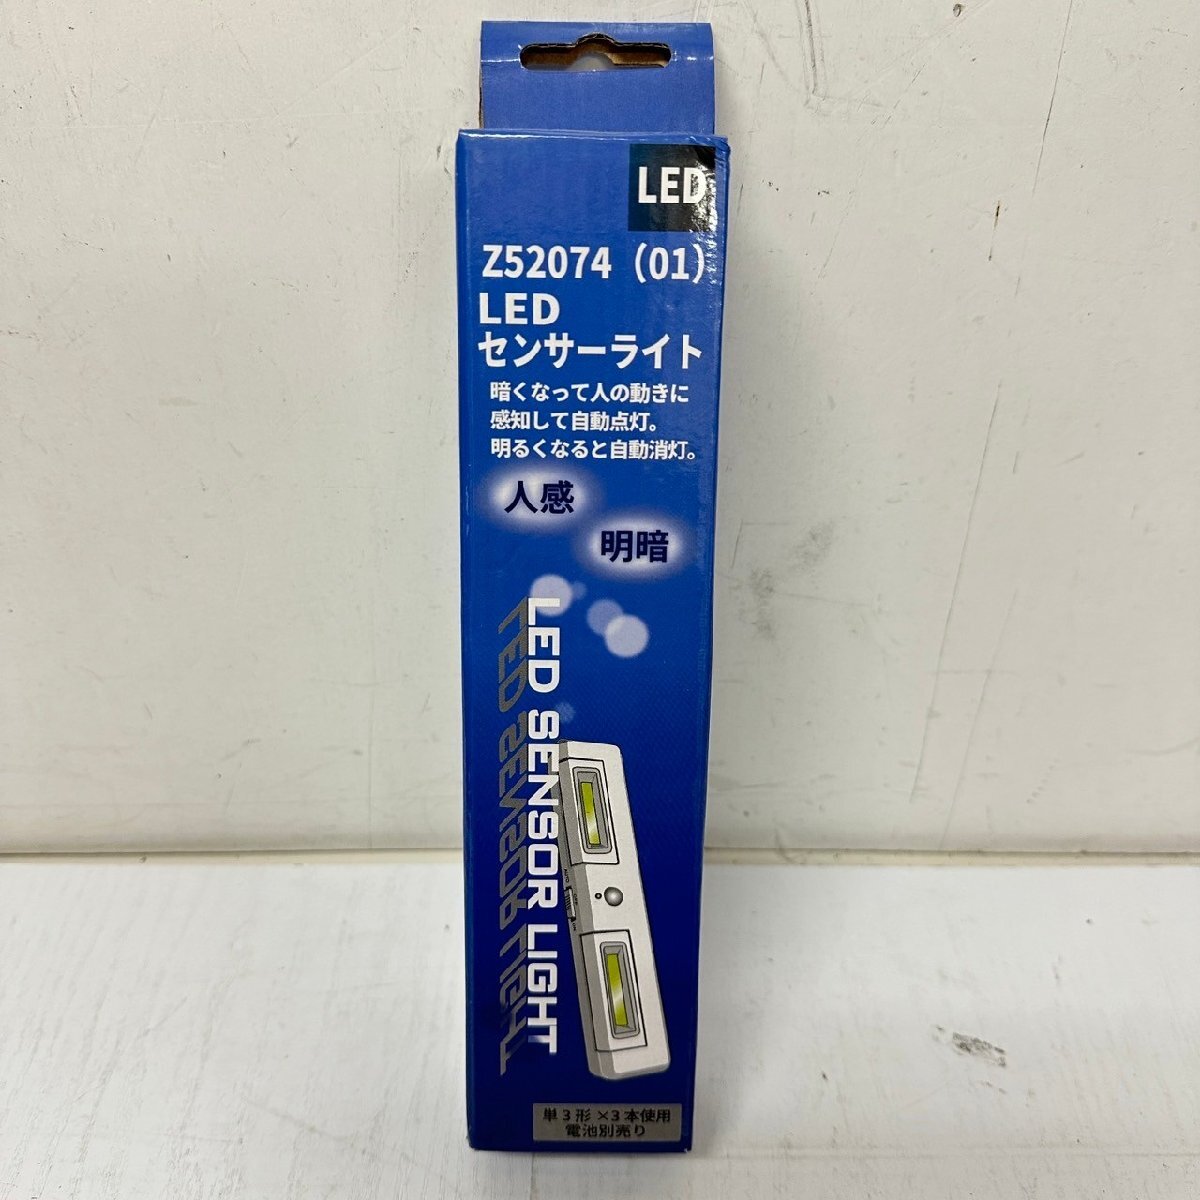 LED
Z52074（01）
LED
センサーライト
暗くなって人の動きに
感知して自動点灯。
明るくなると自動消灯。
人感
明暗
LED SENSOR LIGHT
単3形×3本使用
電池別売り